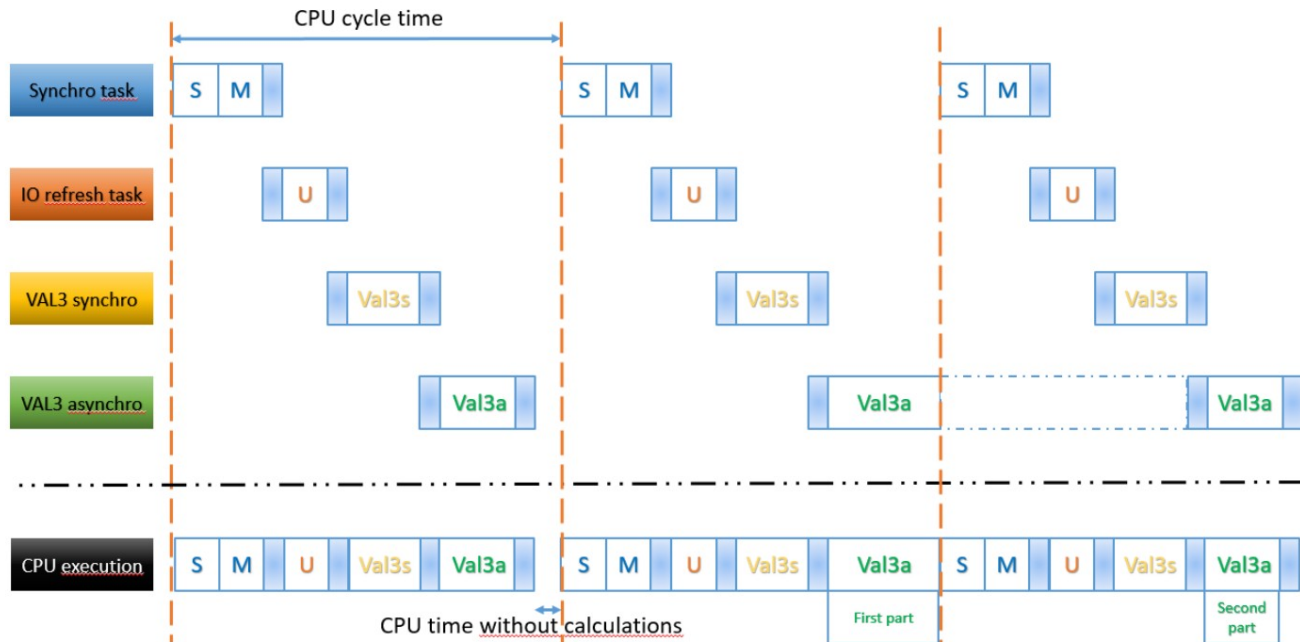 CPU cycle time
Synchro task S M S M S M
IO refresh task U U U
VAL3 synchro Val3s Val3s Val3s
VAL3 asynchro Val3a Val3a Val3a
CPU execution S M U Val3s Val3a S M U Val3s Val3a S M U Val3s Val3a
First part Second
part
CPU time without calculations